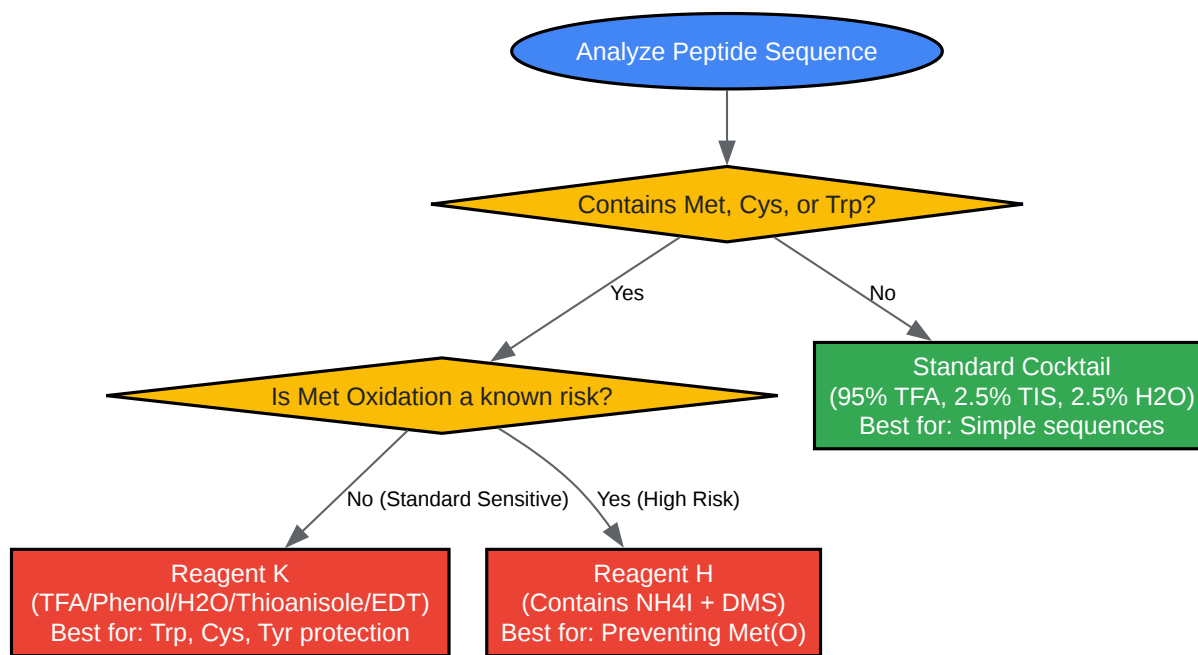 Analyze Peptide Sequence
Contains Met, Cys, or Trp?
Yes
No
Is Met Oxidation a known risk?
Standard Cocktail
(95% TFA, 2.5% TIS, 2.5% H2O)
Best for: Simple sequences
No (Standard Sensitive)
Yes (High Risk)
Reagent K
(TFA/Phenol/H2O/Thioanisole/EDT)
Best for: Trp, Cys, Tyr protection
Reagent H
(Contains NH4I + DMS)
Best for: Preventing Met(O)